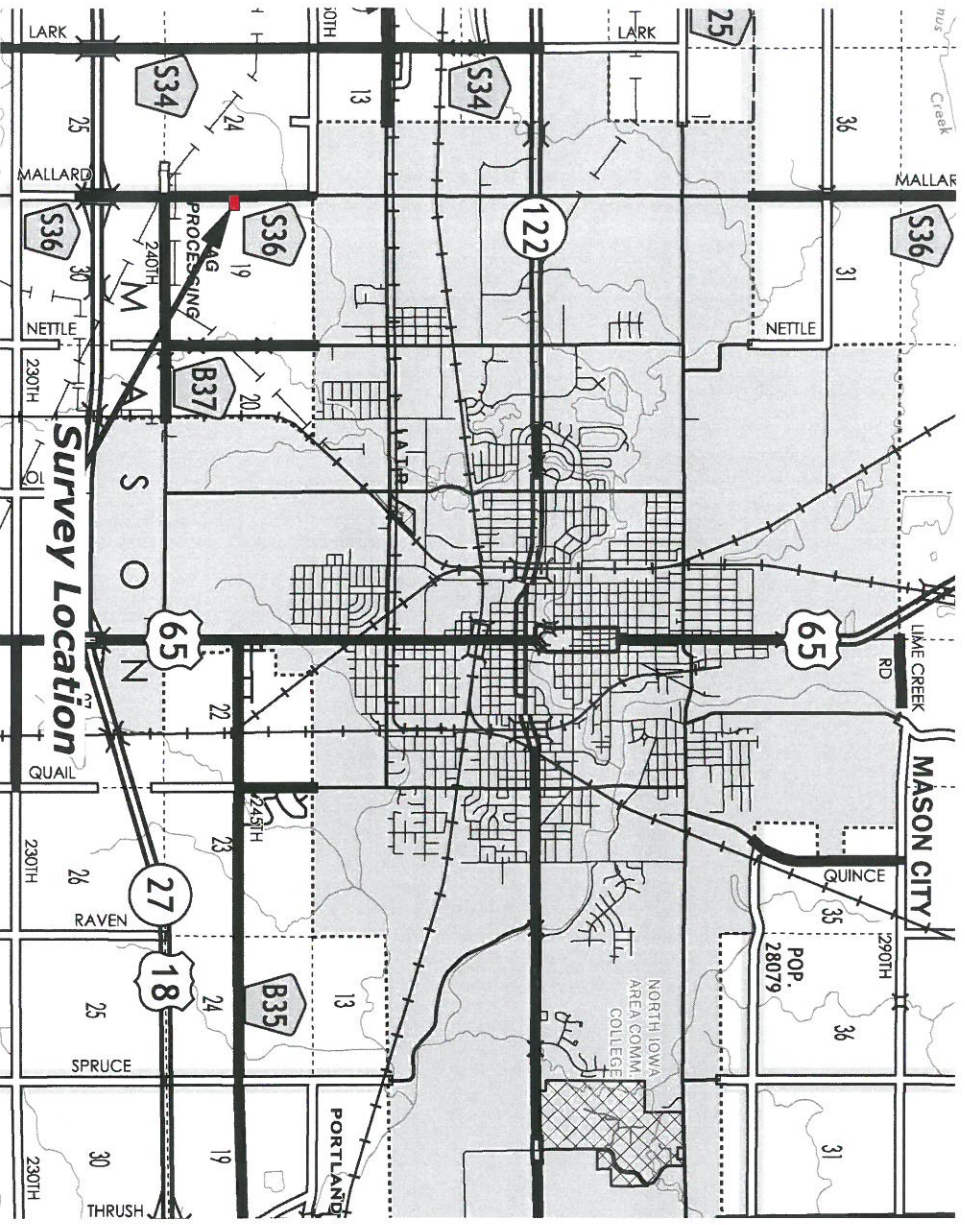 LARK
LARK
S34
S34
25
24
13
36
nus
Creek
MALLARD
MALLAR
S36
S36
S36
122
30
19
31
AG
PROCESSING
240TH
NETTLE
NETTLE
230TH
B37
20
M
A
S
O
N
Survey Location
65
65
LIME CREEK
RD
22
QUAIL
245TH
23
MASON CITY
27
QUINCE
35
230TH
26
RAVEN
290TH
POP.
28079
18
24
B35
13
25
36
NORTH IOWA
AREA COMM.
COLLEGE
SPRUCE
PORTLAND
19
30
31
230TH
THRUSH